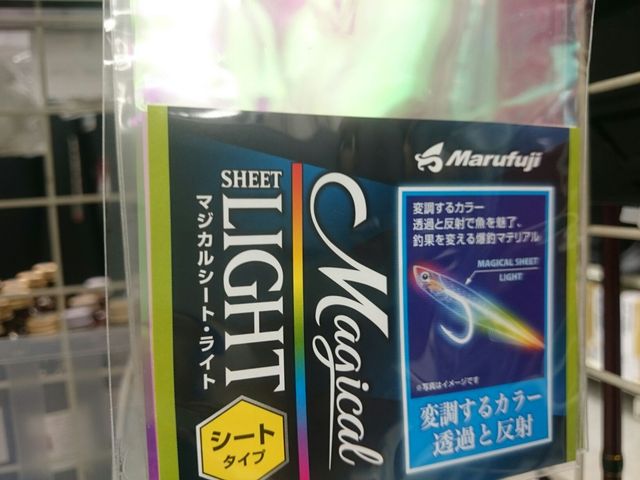 Marufuji
変調するカラー
透過と反射で魚を魅了、
釣果を変える爆釣マテリアル
MAGICAL SHEET
LIGHT
※写真はイメージです
変調するカラー
透過と反射
Magical
SHEET
LIGHT
マジカルシート・ライト
シート
タイプ